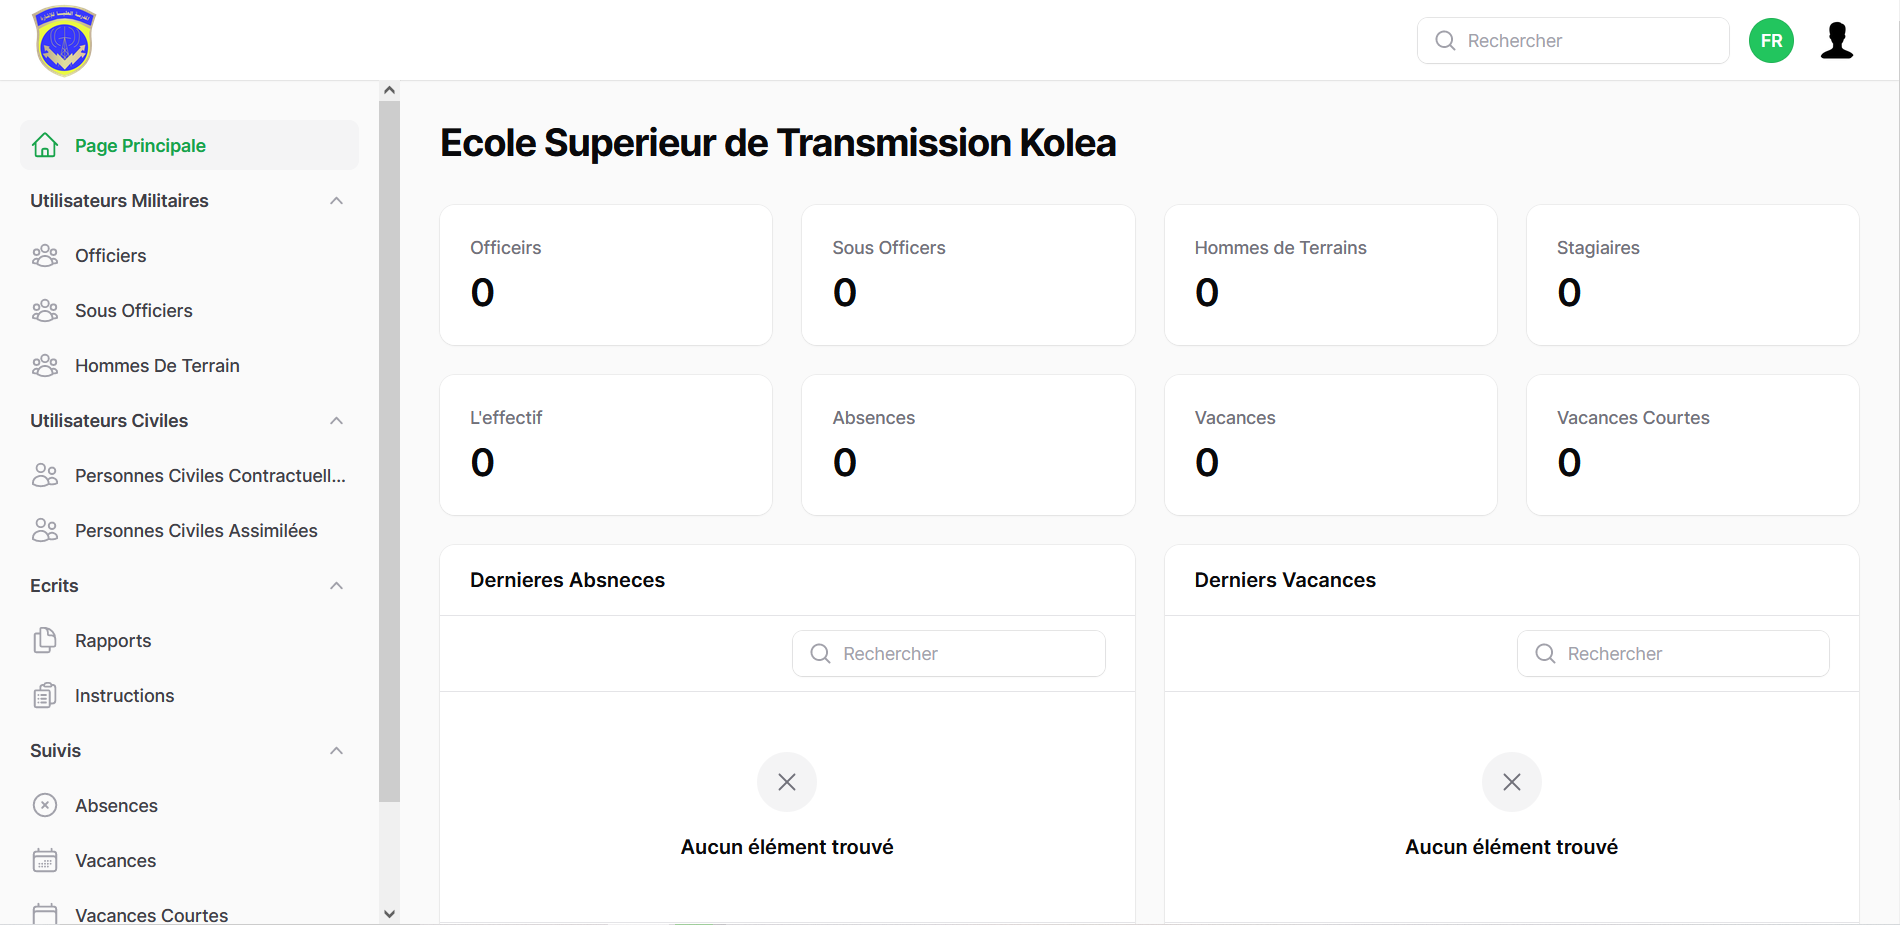 Rechercher
FR
Page Principale
Utilisateurs Militaires
Officiers
Sous Officiers
Hommes De Terrain
Utilisateurs Civiles
Personnes Civiles Contractuell...
Personnes Civiles Assimilées
Ecrits
Rapports
Instructions
Suivis
Absences
Vacances
Vacances Courtes
Ecole Superieur de Transmission Kolea
Officeirs
0
Sous Officers
0
Hommes de Terrains
0
Stagiaires
0
L'effectif
0
Absences
0
Vacances
0
Vacances Courtes
0
Dernieres Absneces
Rechercher
Aucun élément trouvé
Derniers Vacances
Rechercher
Aucun élément trouvé